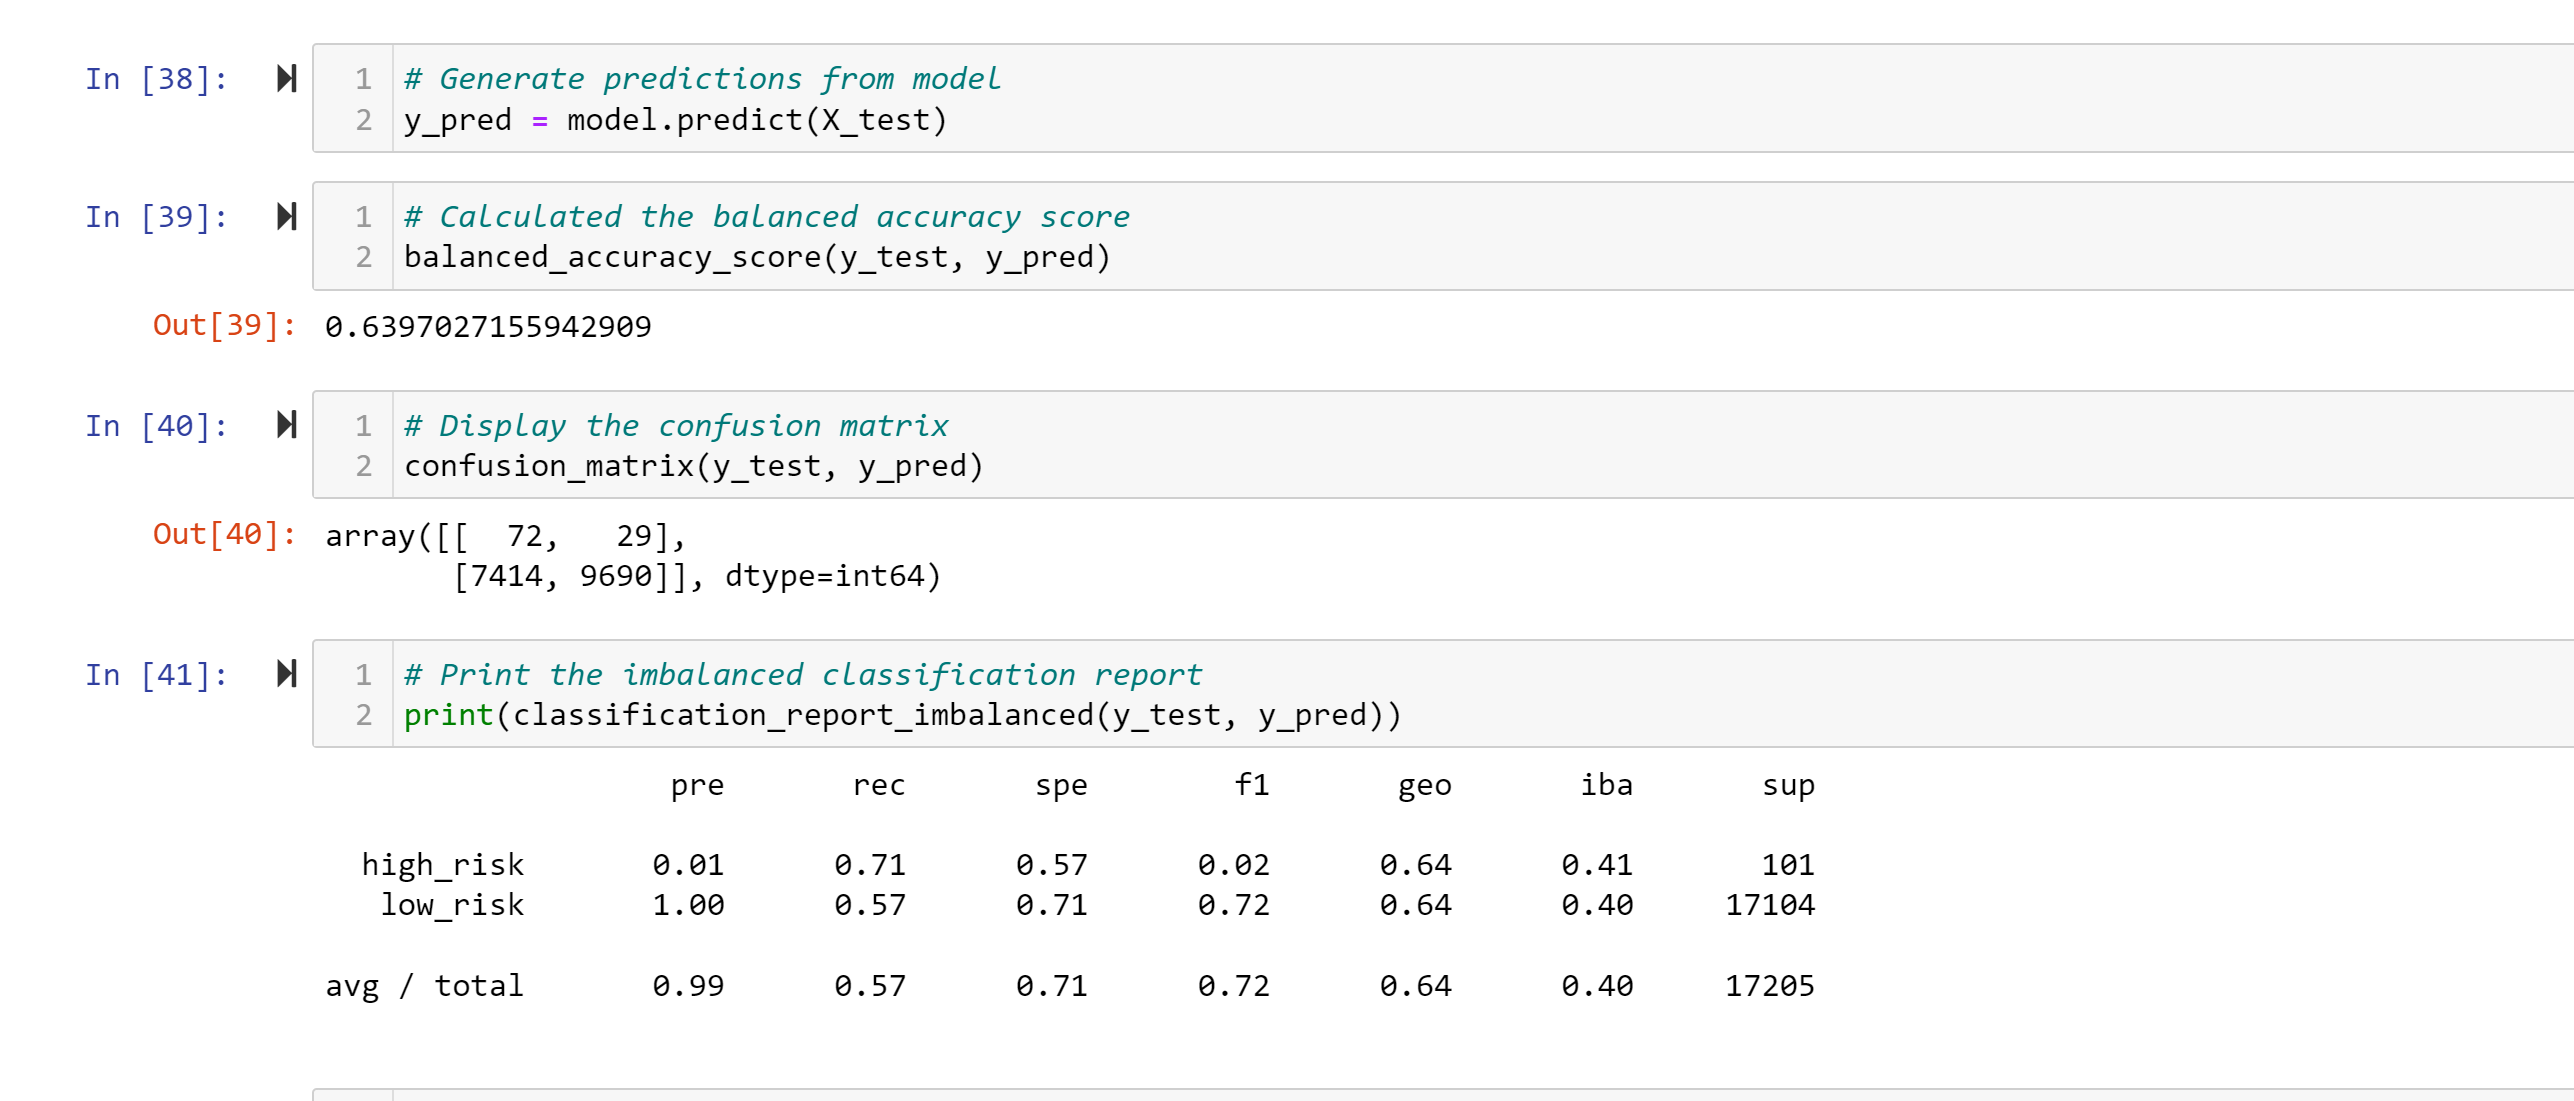 In [38]: 1 # Generate predictions from model
2 y_pred = model.predict(X_test)
In [39]: 1 # Calculated the balanced accuracy score
2 balanced_accuracy_score(y_test, y_pred)
Out[39]: 0.6397027155942909
In [40]: 1 # Display the confusion matrix
2 confusion_matrix(y_test, y_pred)
Out[40]: array([[  72,   29],
       [7414, 9690]], dtype=int64)
In [41]: 1 # Print the imbalanced classification report
2 print(classification_report_imbalanced(y_test, y_pred))
pre rec spe f1 geo iba sup
high_risk 0.01 0.71 0.57 0.02 0.64 0.41 101
low_risk 1.00 0.57 0.71 0.72 0.64 0.40 17104
avg / total 0.99 0.57 0.71 0.72 0.64 0.40 17205